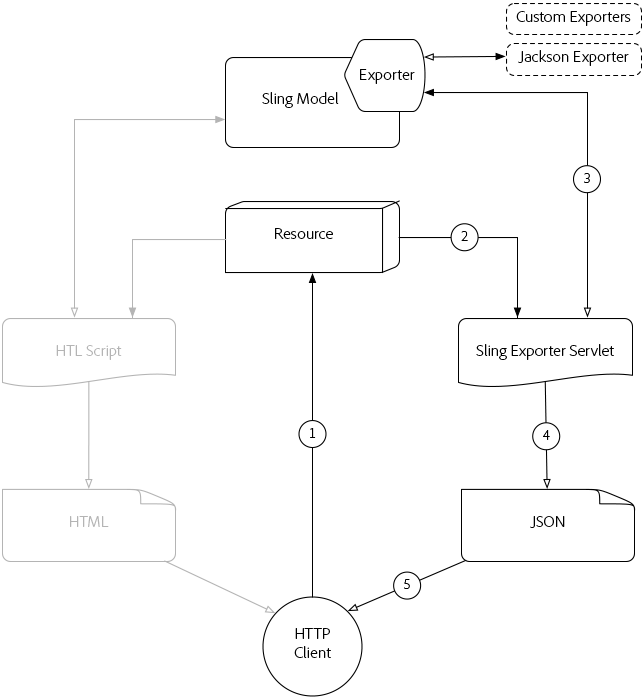 Custom Exporters
Jackson Exporter
Exporter
Sling Model
3
Resource
2
HTL Script
Sling Exporter Servlet
1
4
HTML
JSON
5
HTTP
Client